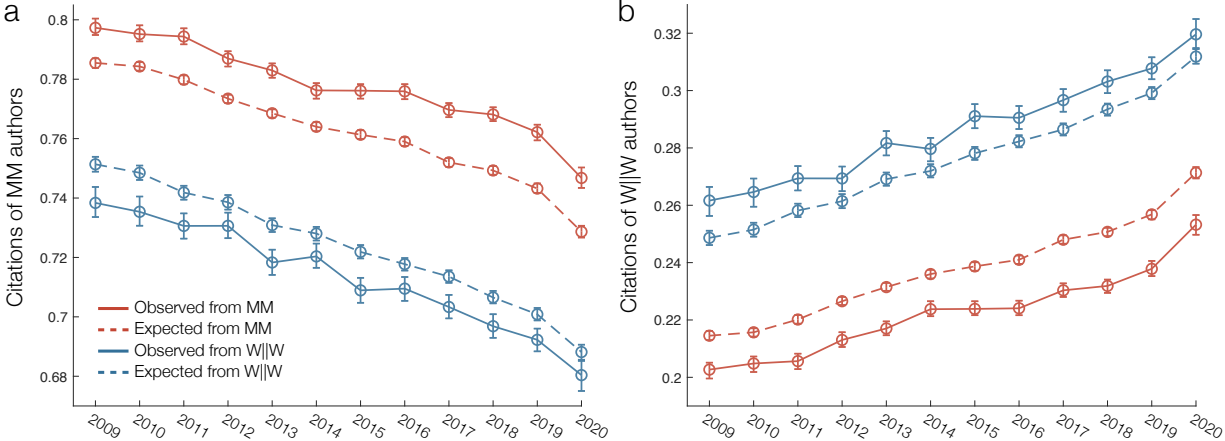 a
Citations of MM authors
0.8
0.78
0.76
0.74
0.72
0.7
0.68
Observed from MM
Expected from MM
Observed from W||W
Expected from W||W
2009 2010 2011 2012 2013 2014 2015 2016 2017 2018 2019 2020
b
Citations of W||W authors
0.32
0.3
0.28
0.26
0.24
0.22
0.2
2009 2010 2011 2012 2013 2014 2015 2016 2017 2018 2019 2020